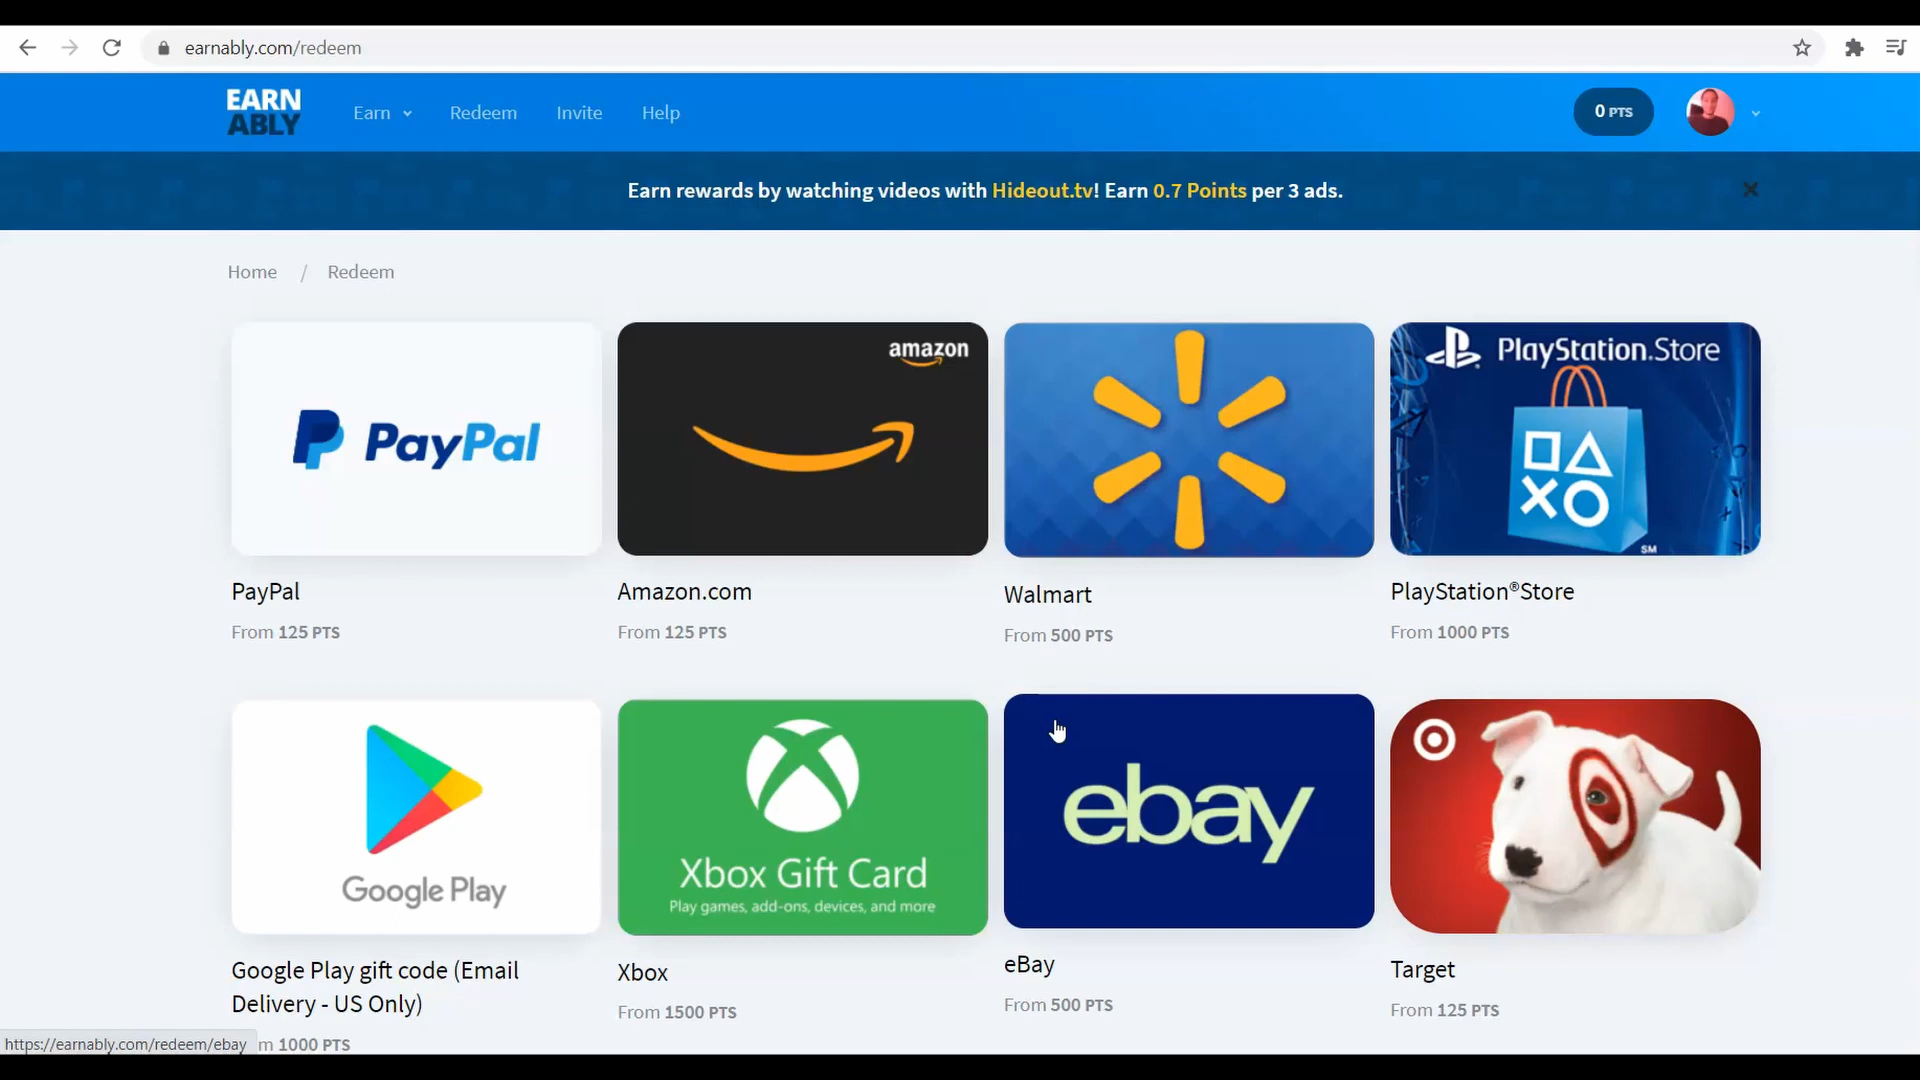 earnably.com/redeem
EARN
ABLY
Earn
Redeem
Invite
Help
0 PTS
Earn rewards by watching videos with Hideout.tv! Earn 0.7 Points per 3 ads.
Home / Redeem
PayPal
amazon
PlayStation.Store
SM
PayPal
Amazon.com
Walmart
PlayStation®Store
From 125 PTS
From 125 PTS
From 500 PTS
From 1000 PTS
Google Play
Xbox Gift Card
Play games, add-ons, devices, and more
ebay
Google Play gift code (Email
Delivery - US Only)
Xbox
eBay
Target
From 1500 PTS
From 500 PTS
From 125 PTS
https://earnably.com/redeem/ebay
m 1000 PTS